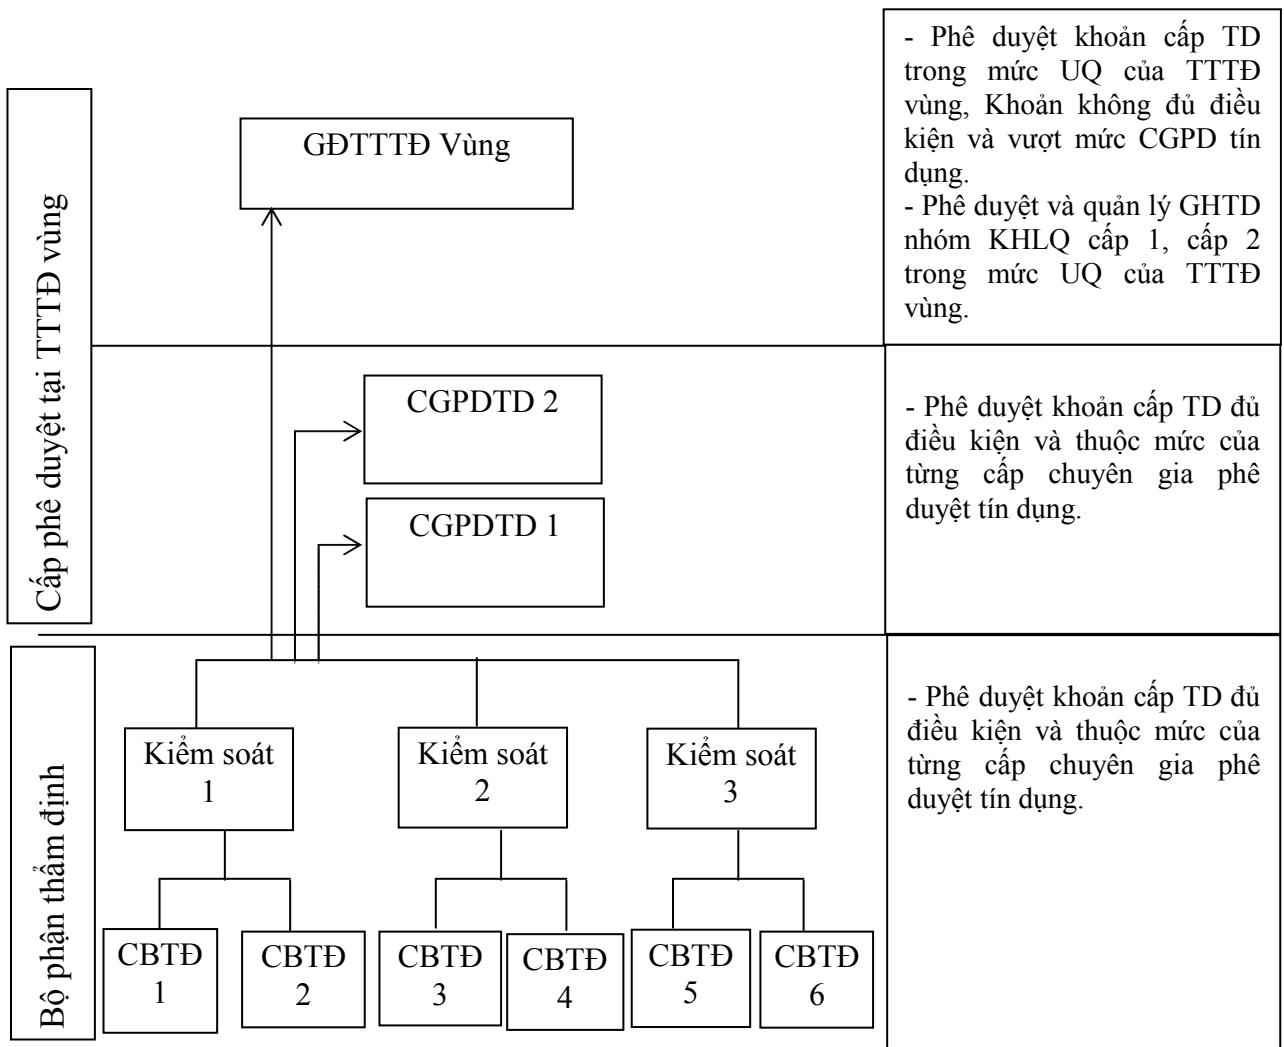 Cấp phê duyệt tại TTTĐ vùng
GĐTTTĐ Vùng
- Phê duyệt khoản cấp TD
trong mức UQ của TTTĐ
vùng, Khoản không đủ điều
kiện và vượt mức CGPD tín
dụng.
- Phê duyệt và quản lý GHTD
nhóm KHLQ cấp 1, cấp 2
trong mức UQ của TTTĐ
vùng.
CGPDTD 2
CGPDTD 1
- Phê duyệt khoản cấp TD đủ
điều kiện và thuộc mức của
từng cấp chuyên gia phê
duyệt tín dụng.
Bộ phận thẩm định
Kiểm soát
1
Kiểm soát
2
Kiểm soát
3
CBTĐ
1
CBTĐ
2
CBTĐ
3
CBTĐ
4
CBTĐ
5
CBTĐ
6
- Phê duyệt khoản cấp TD đủ
điều kiện và thuộc mức của
từng cấp chuyên gia phê
duyệt tín dụng.